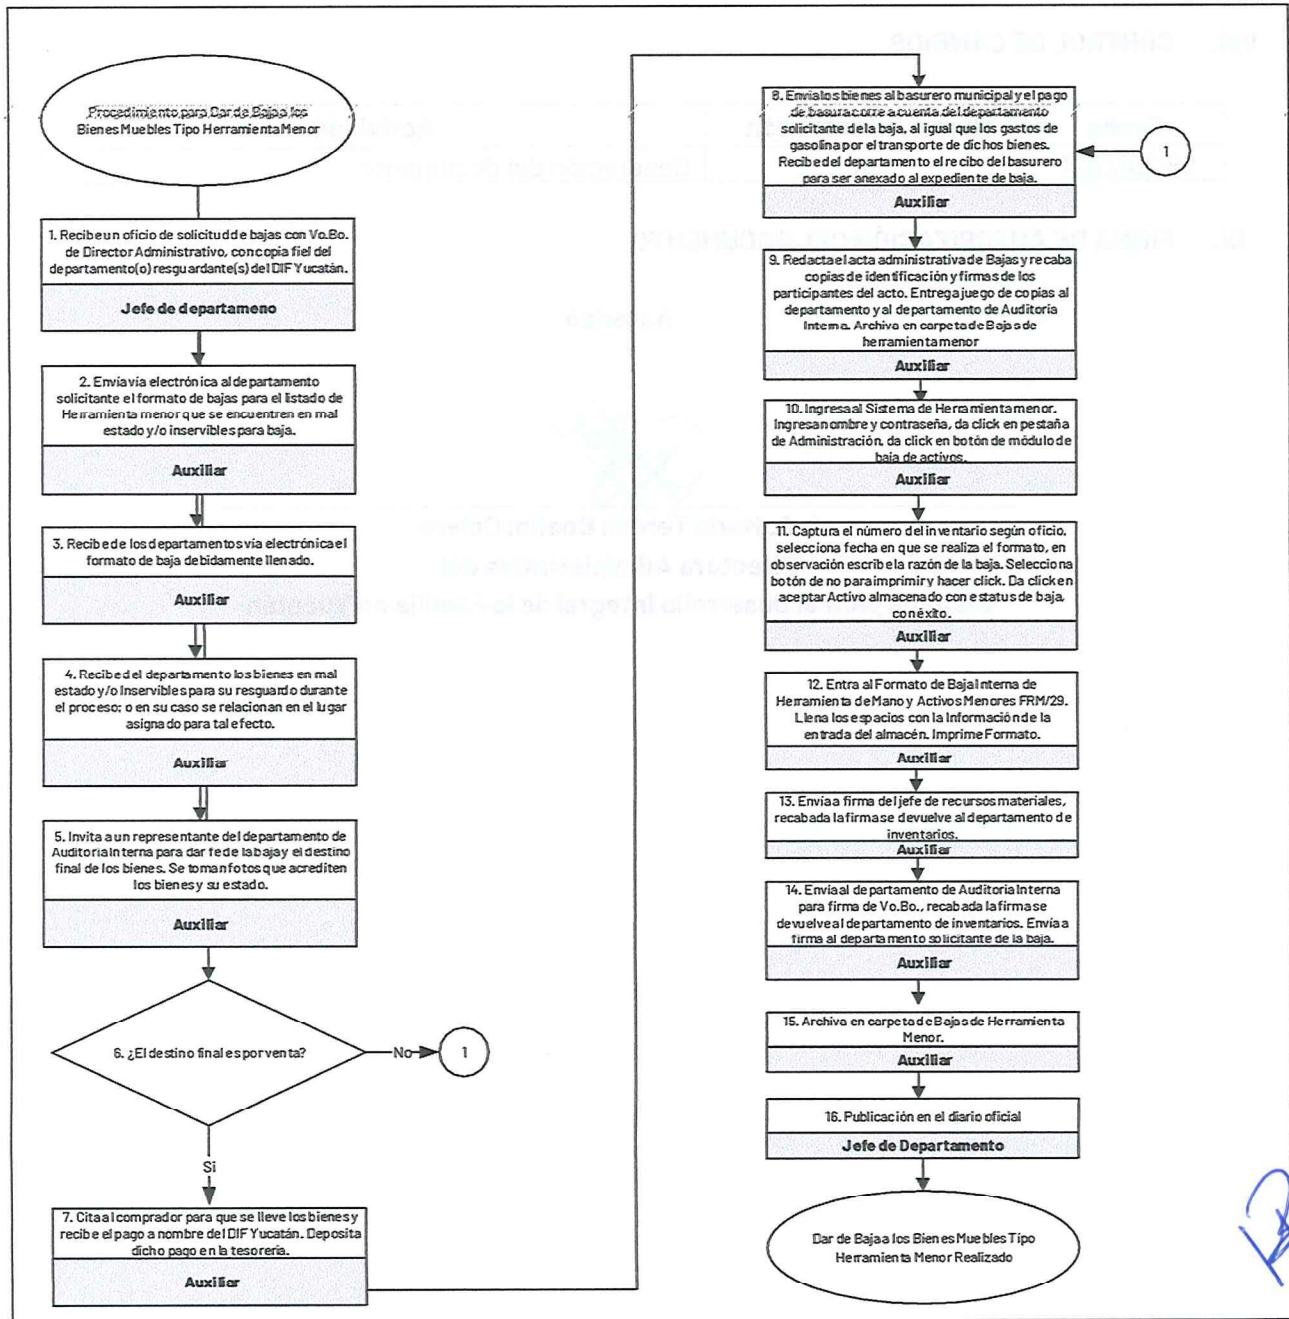 Procedimiento para Dar de Baja a los
Bienes Muebles Tipo Herramienta Menor
1. Recibe un oficio de solicitud de bajas con Vo.Bo.
de Director Administrativo, con copia fiel del
departamento(o) resguardante(s) del DIF Yucatán.
Jefe de departameno
2. Envia vía electrónica al departamento
solicitante el formato de bajas para el listado de
Herramienta menor que se encuentren en mal
estado y/o inservibles para baja.
Auxiliar
3. Recibe de los departamentos vía electrónica el
formato de baja debidamente llenado.
Auxiliar
4. Recibe del departamento los bienes en mal
estado y/o Inservibles para su resguardo durante
el proceso; o en su caso se relacionan en el lugar
asignado para tal efecto.
Auxiliar
5. Invita a un representante del departamento de
Auditoria Interna para dar fe de la baja y el destino
final de los bienes. Se toman fotos que acrediten
los bienes y su estado.
Auxiliar
6. ¿El destino final es por venta?
No
1
Si
7. Cita al comprador para que se lleve los bienes y
recibe el pago a nombre del DIF Yucatán. Deposita
dicho pago en la tesorería.
Auxiliar
8. Envia los bienes al basurero municipal y el pago
de basura corre a cuenta del departamento
solicitante de la baja, al igual que los gastos de
gasolina por el transporte de dichos bienes.
Recibe del departamento el recibo del basurero
para ser anexado al expediente de baja.
Auxiliar
1
9. Redacta el acta administrativa de Bajas y recaba
copias de identificación y firmas de los
participantes del acto. Entrega juego de copias al
departamento y al departamento de Auditoría
Interna. Archiva en carpeta de Bajas de
herramienta menor
Auxiliar
10. Ingresa al Sistema de Herramienta menor.
Ingresa nombre y contraseña, da click en pestaña
de Administración, da click en botón de módulo de
baja de activos.
Auxiliar
11. Captura el número del inventario según oficio,
selecciona fecha en que se realiza el formato, en
observación escribe la razón de la baja. Selecciona
botón de no para imprimir y hacer click. Da click en
aceptar Activo almacenado con estatus de baja,
con éxito.
Auxiliar
12. Entra al Formato de Baja Interna de
Herramienta de Mano y Activos Menores FRM/29.
Llena los espacios con la Información de la
entrada del almacén. Imprime Formato.
Auxiliar
13. Envia a firma del jefe de recursos materiales,
recabada la firma se devuelve al departamento de
inventarios.
Auxiliar
14. Envia al departamento de Auditoria Interna
para firma de Vo.Bo., recabada la firma se
devuelve al departamento de inventarios. Envia a
firma al departamento solicitante de la baja.
Auxiliar
15. Archiva en carpeta de Bajas de Herramienta
Menor.
Auxiliar
16. Publicación en el diario oficial
Jefe de Departamento
Dar de Baja a los Bienes Muebles Tipo
Herramienta Menor Realizado